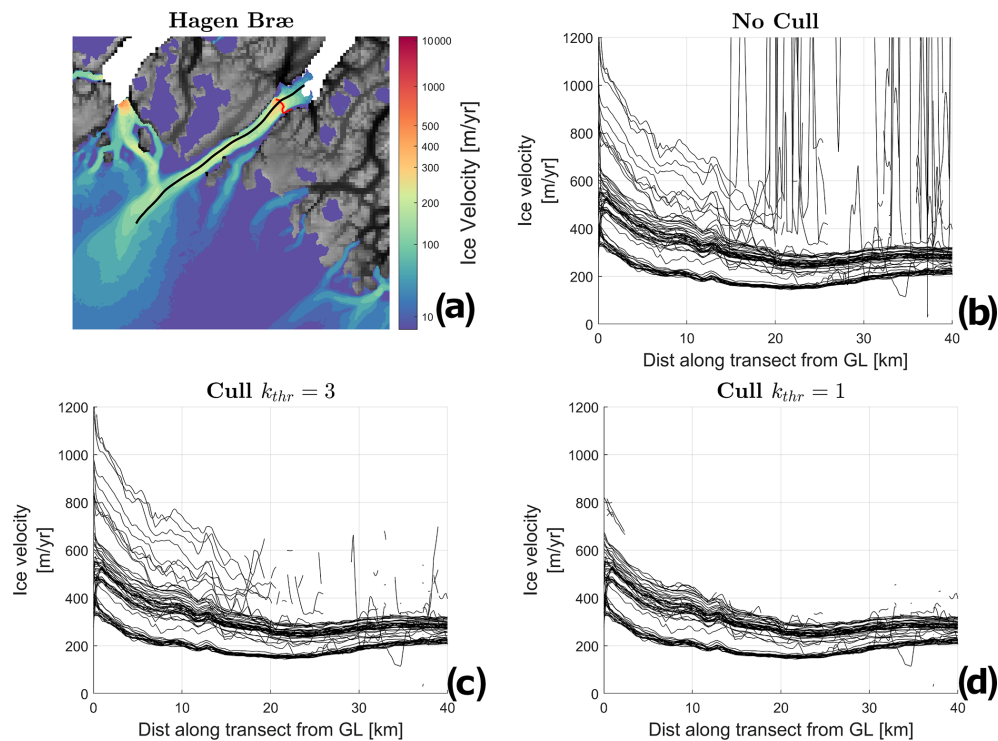 Hagen Bræ
10000
1000
500
400
300
200
100
10
Ice Velocity [m/yr]
(a)
No Cull
1200
1000
800
600
400
200
0
Ice velocity
[m/yr]
0 10 20 30 40
Dist along transect from GL [km]
(b)
Cull k_thr = 3
1200
1000
800
600
400
200
0
Ice velocity
[m/yr]
0 10 20 30 40
Dist along transect from GL [km]
(c)
Cull k_thr = 1
1200
1000
800
600
400
200
0
Ice velocity
[m/yr]
0 10 20 30 40
Dist along transect from GL [km]
(d)